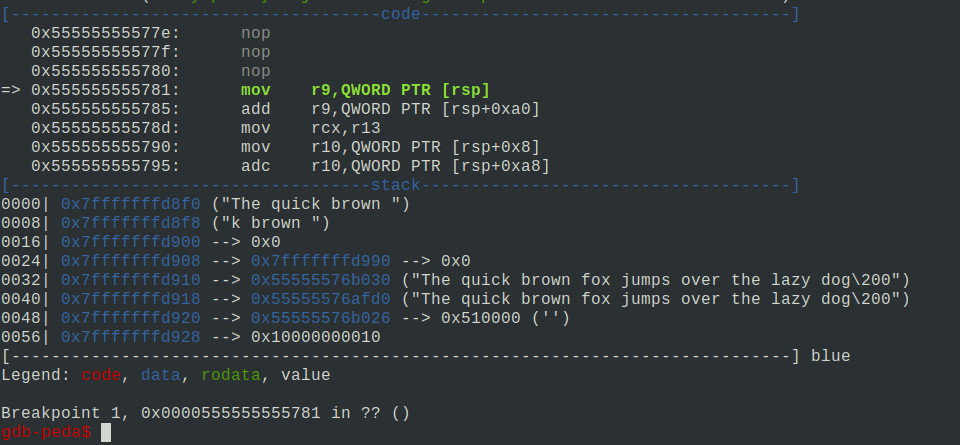 [-------------------------------------code-------------------------------------]
   0x55555555577e:	nop
   0x55555555577f:	nop
   0x555555555780:	nop
=> 0x555555555781:	mov    r9,QWORD PTR [rsp]
   0x555555555785:	add    r9,QWORD PTR [rsp+0xa0]
   0x55555555578d:	mov    rcx,r13
   0x555555555790:	mov    r10,QWORD PTR [rsp+0x8]
   0x555555555795:	adc    r10,QWORD PTR [rsp+0xa8]
[------------------------------------stack-------------------------------------]
0000| 0x7fffffffd8f0 ("The quick brown ")
0008| 0x7fffffffd8f8 ("k brown ")
0016| 0x7fffffffd900 --> 0x0
0024| 0x7fffffffd908 --> 0x7fffffffd990 --> 0x0
0032| 0x7fffffffd910 --> 0x55555576b030 ("The quick brown fox jumps over the lazy dog\200")
0040| 0x7fffffffd918 --> 0x55555576afd0 ("The quick brown fox jumps over the lazy dog\200")
0048| 0x7fffffffd920 --> 0x55555576b026 --> 0x510000 ('')
0056| 0x7fffffffd928 --> 0x10000000010
[------------------------------------------------------------------------------] blue
Legend: code, data, rodata, value
Breakpoint 1, 0x0000555555555781 in ?? ()
gdb-peda$